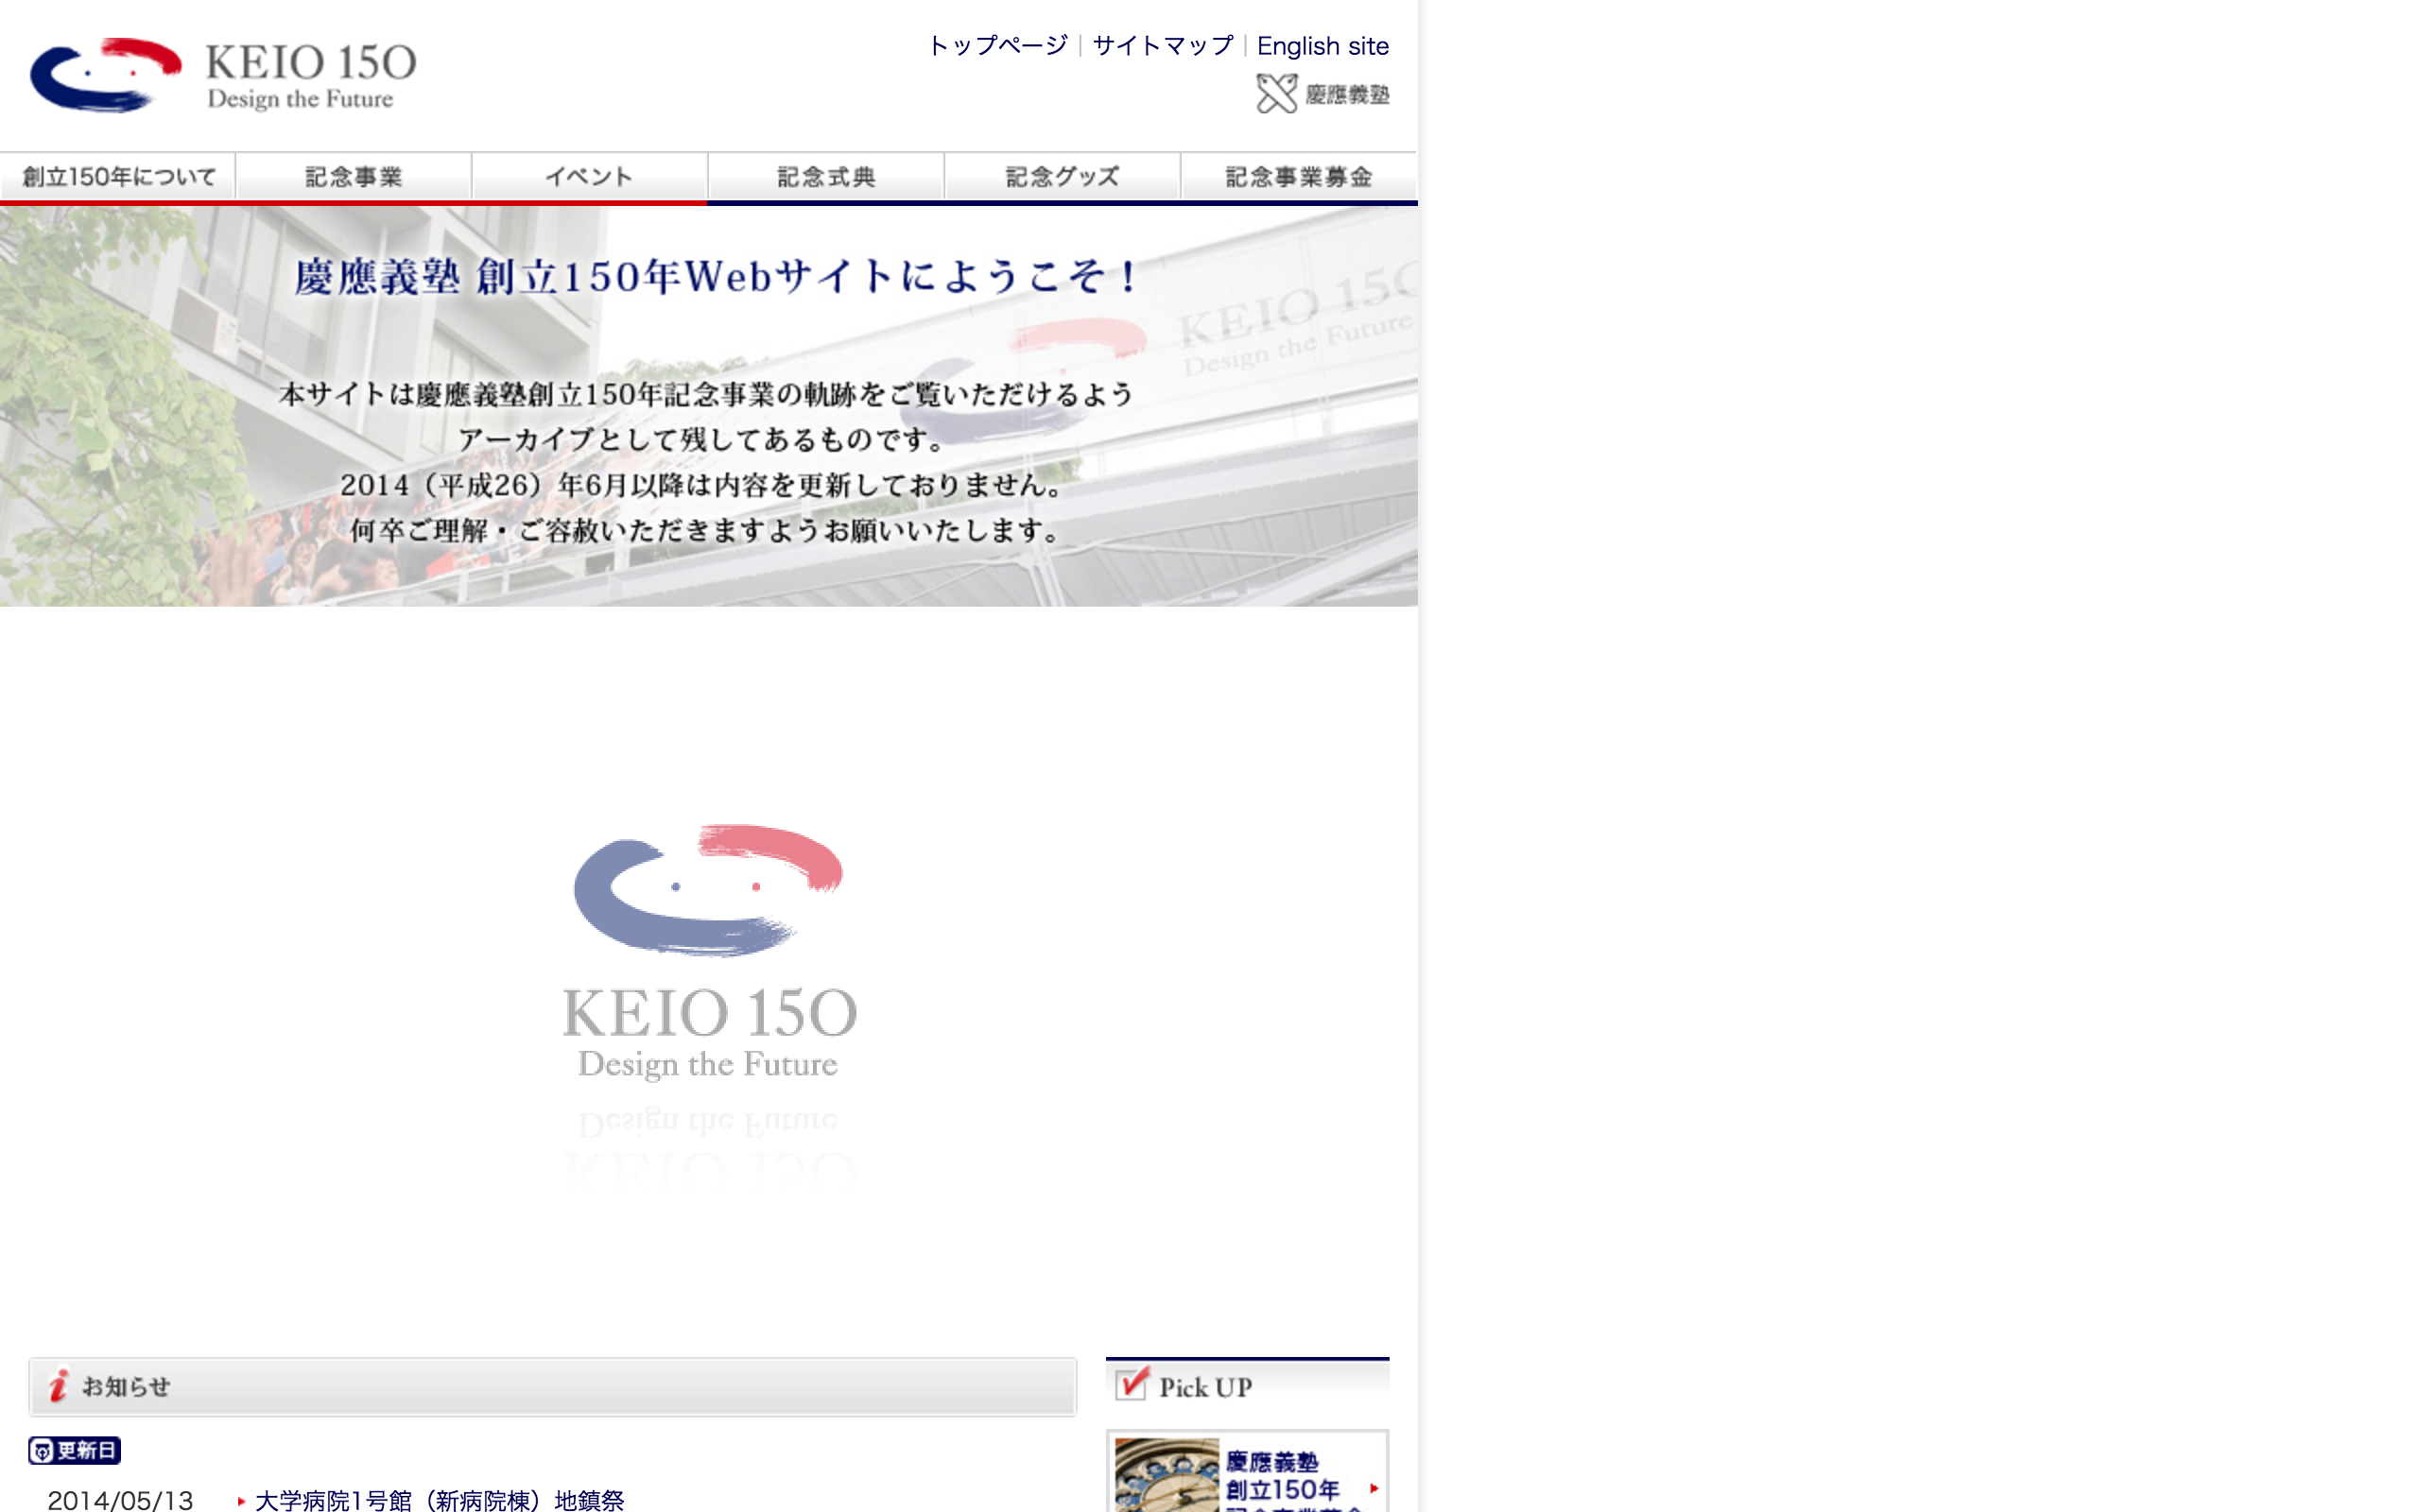 KEIO 150
Design the Future
トップページ｜サイトマップ｜English site
慶應義塾
創立150年について
記念事業
イベント
記念式典
記念グッズ
記念事業募金
慶應義塾 創立150年Webサイトにようこそ！
KEIO 150
Design the Future
本サイトは慶應義塾創立150年記念事業の軌跡をご覧いただけるよう
アーカイブとして残してあるものです。
2014（平成26）年6月以降は内容を更新しておりません。
何卒ご理解・ご容赦いただきますようお願いいたします。
KEIO 150
Design the Future
Design the Future
KEIO 150
お知らせ
更新日
2014/05/13 大学病院1号館（新病院棟）地鎮祭
Pick UP
慶應義塾
創立150年
記念事業募金